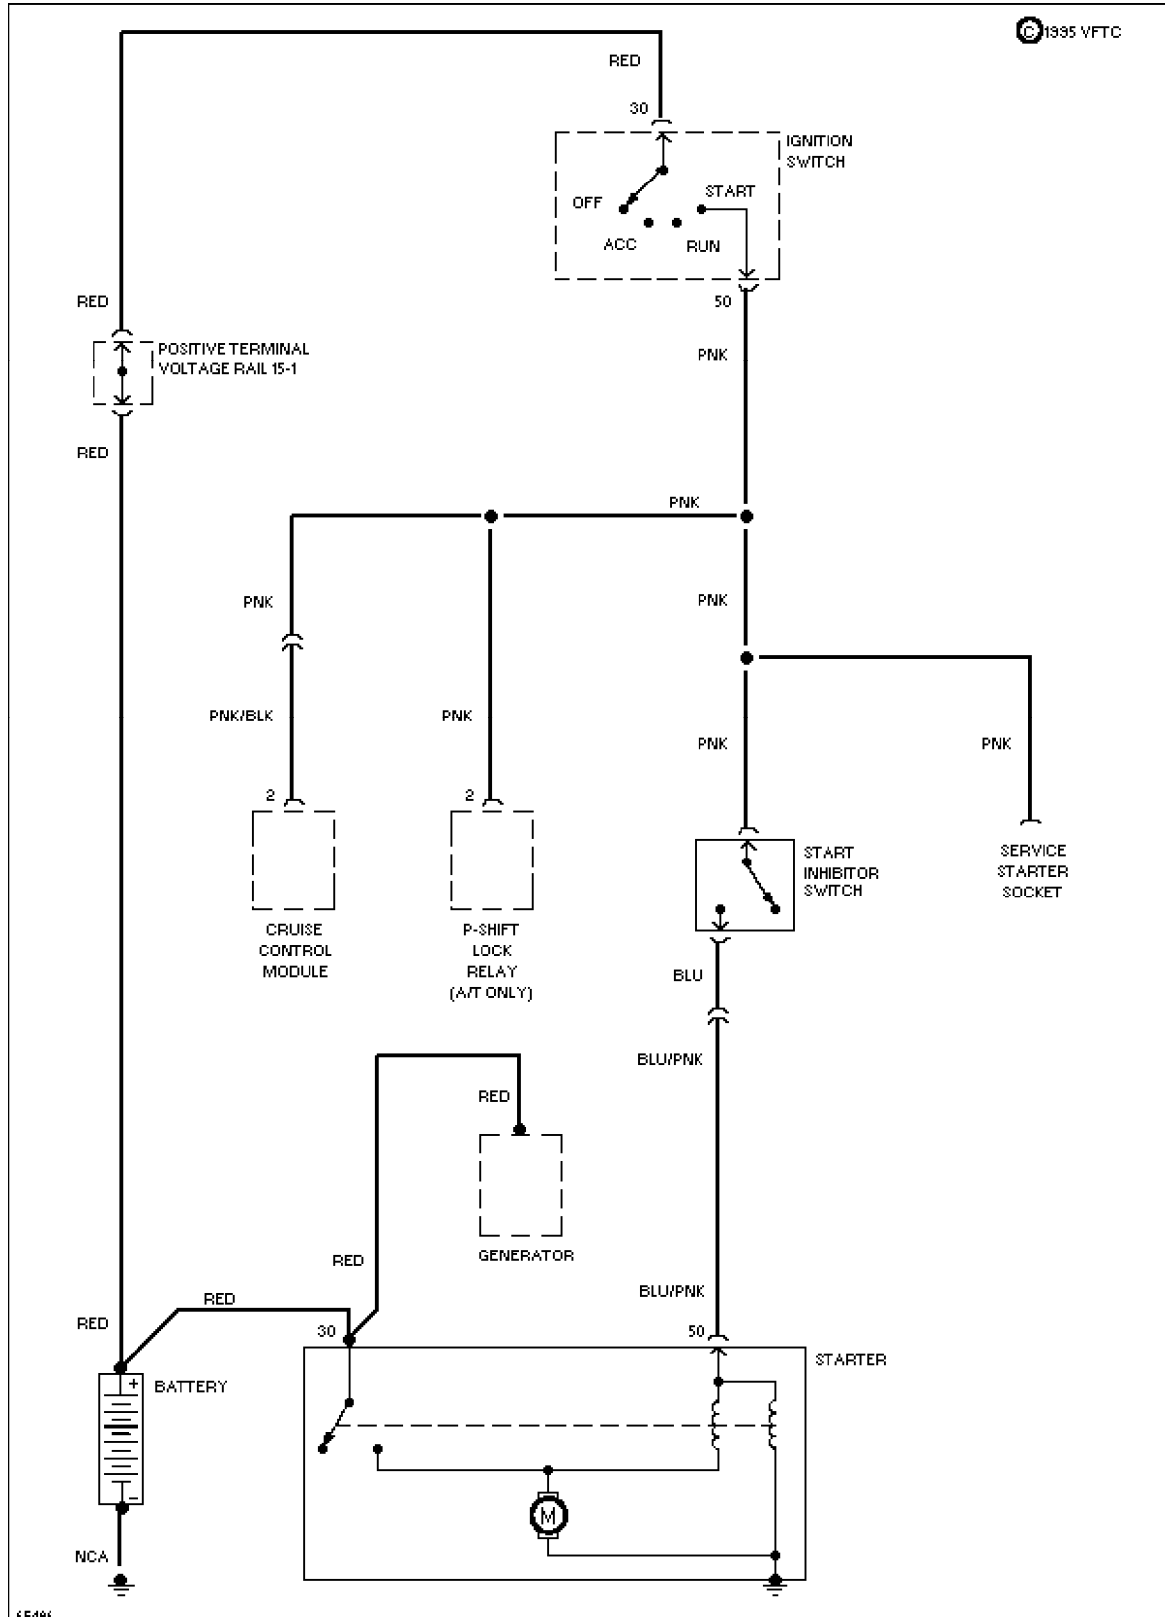 © 1995 VFTC
RED
30
IGNITION
SWITCH
OFF
START
ACC
RUN
RED
50
POSITIVE TERMINAL
VOLTAGE RAIL 15-1
PNK
RED
PNK
PNK
PNK
PNK/BLK
PNK
PNK
PNK
2
2
START
INHIBITOR
SWITCH
SERVICE
STARTER
SOCKET
CRUISE
CONTROL
MODULE
P-SHIFT
LOCK
RELAY
(A/T ONLY)
BLU
BLU/PNK
RED
GENERATOR
RED
BLU/PNK
RED
RED
30
50
STARTER
+
BATTERY
-
M
NCA